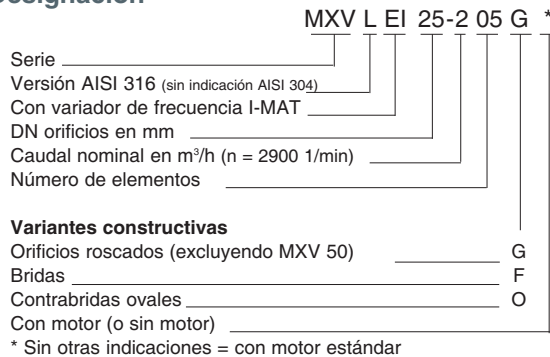 Designación
MXV L EI 25-2 05 G *
Serie
Versión AISI 316 (sin indicación AISI 304)
Con variador de frecuencia I-MAT
DN orificios en mm
Caudal nominal en m³/h (n = 2900 1/min)
Número de elementos
Variantes constructivas
Orificios roscados (excluyendo MXV 50) G
Bridas F
Contrabridas ovales O
Con motor (o sin motor)
* Sin otras indicaciones = con motor estándar